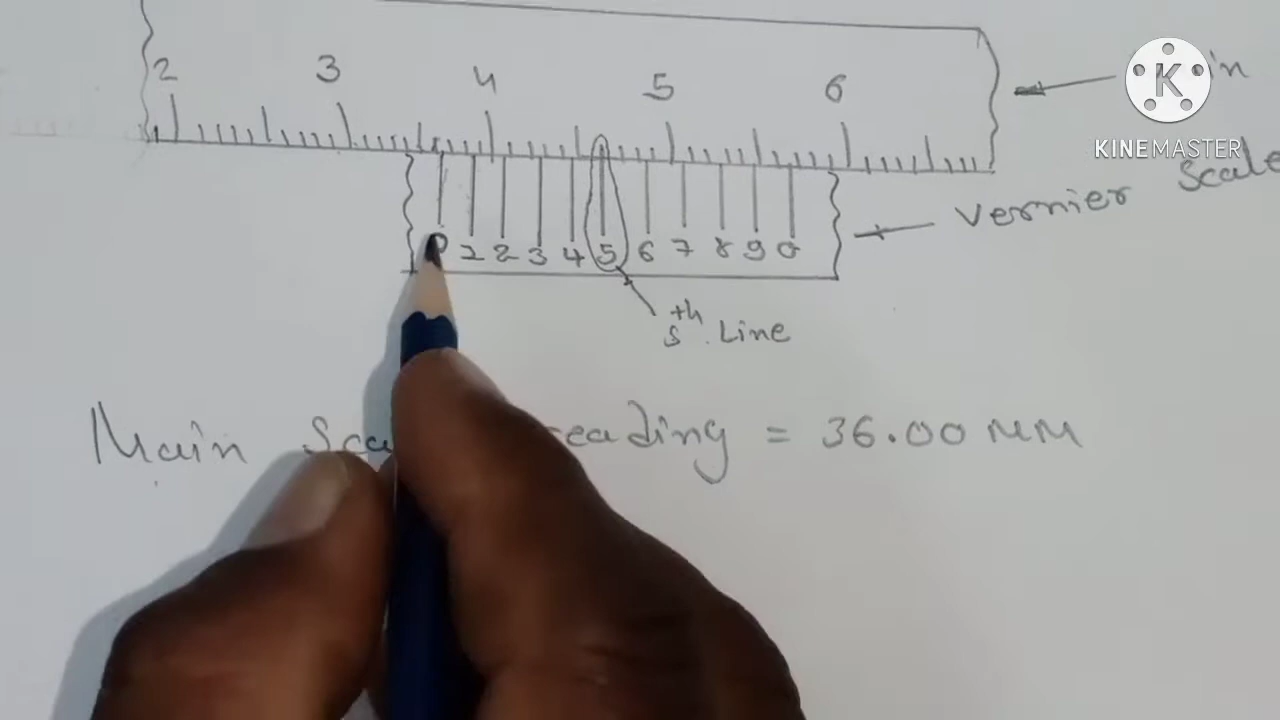 2 3 4 5 6
KINEMASTER
Scale
Vernier
0 1 2 3 4 5 6 7 8 9 0
5th Line
Main reading = 36.00 MM